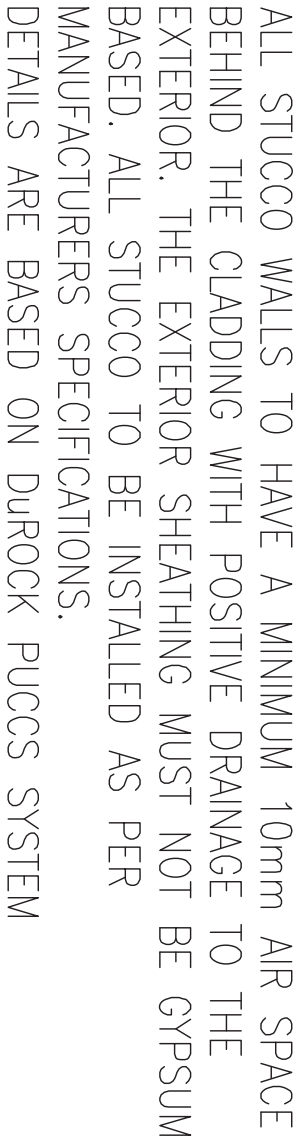 ALL STUCCO WALLS TO HAVE A MINIMUM 10mm AIR SPACE
BEHIND THE CLADDING WITH POSITIVE DRAINAGE TO THE
EXTERIOR. THE EXTERIOR SHEATHING MUST NOT BE GYPSUM
BASED. ALL STUCCO TO BE INSTALLED AS PER
MANUFACTURERS SPECIFICATIONS.
DETAILS ARE BASED ON DuROCK PUCCS SYSTEM